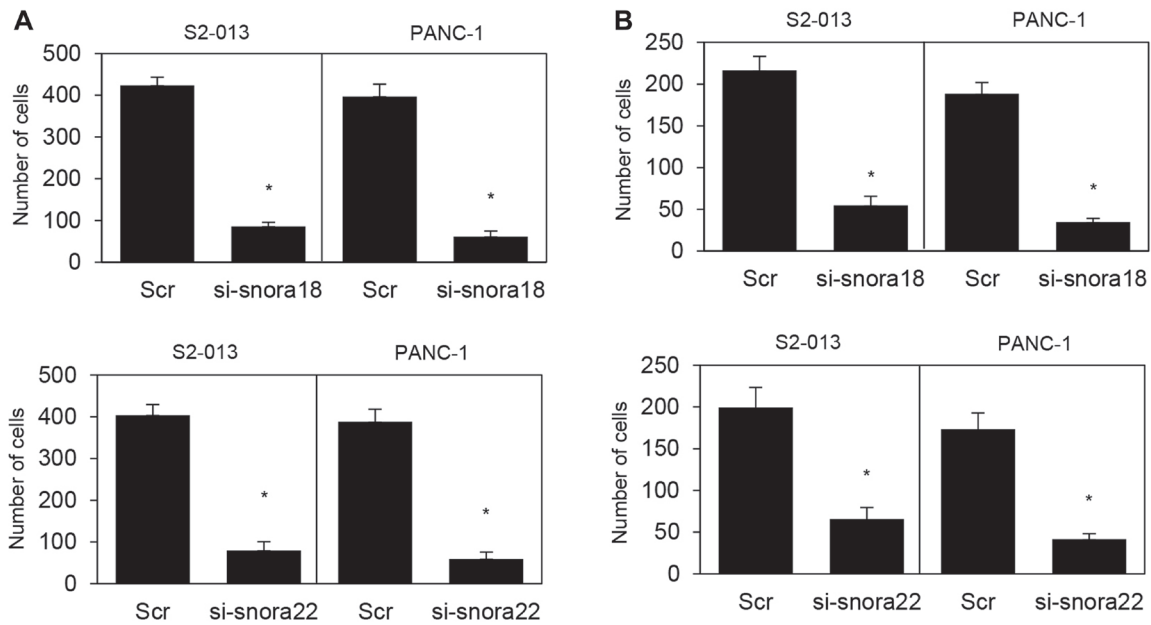 A
S2-013 PANC-1
Number of cells
500
400
300
200
100
0
*
*
Scr si-snora18 Scr si-snora18
S2-013 PANC-1
Number of cells
500
400
300
200
100
0
*
*
Scr si-snora22 Scr si-snora22
B
S2-013 PANC-1
Number of cells
250
200
150
100
50
0
*
*
Scr si-snora18 Scr si-snora18
S2-013 PANC-1
Number of cells
250
200
150
100
50
0
*
*
Scr si-snora22 Scr si-snora22